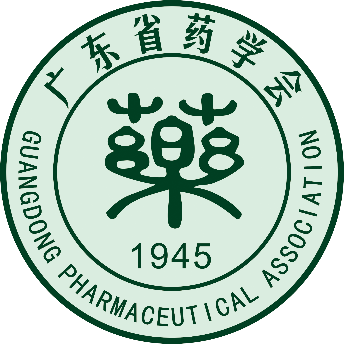 广东省药学会
藥
1945
GUANGDONG PHARMACEUTICAL ASSOCIATION